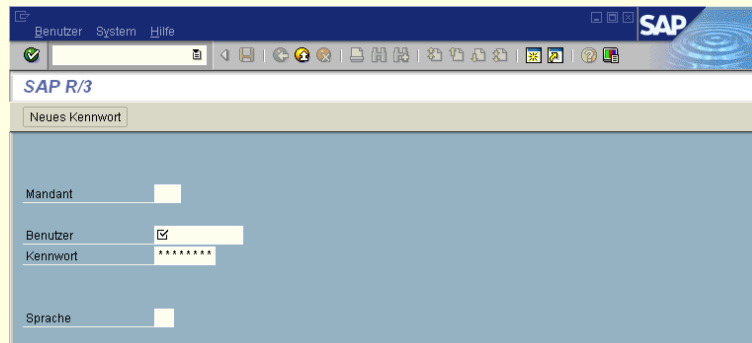 Benutzer System Hilfe
SAP
SAP R/3
Neues Kennwort
Mandant
Benutzer
Kennwort ********
Sprache